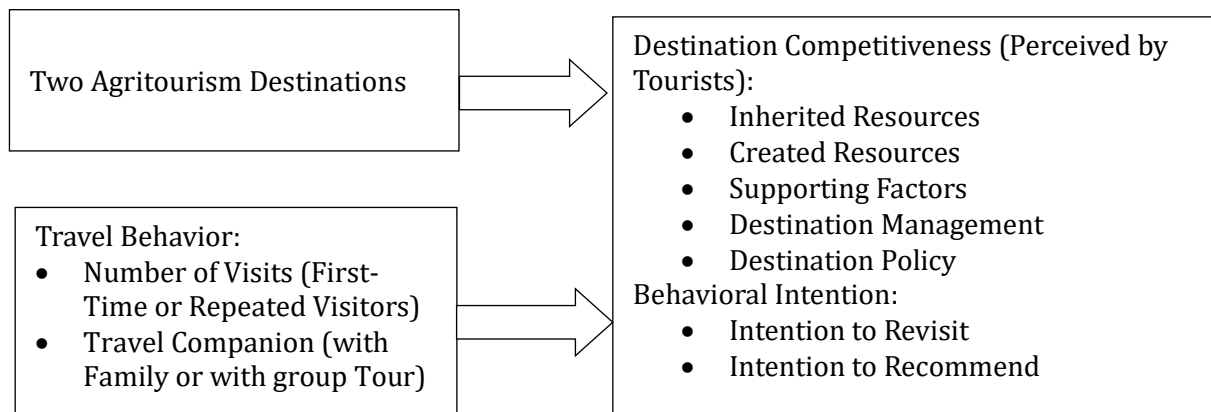 Two Agritourism Destinations
Travel Behavior:
• Number of Visits (First-
Time or Repeated Visitors)
• Travel Companion (with
Family or with group Tour)
Destination Competitiveness (Perceived by
Tourists):
• Inherited Resources
• Created Resources
• Supporting Factors
• Destination Management
• Destination Policy
Behavioral Intention:
• Intention to Revisit
• Intention to Recommend